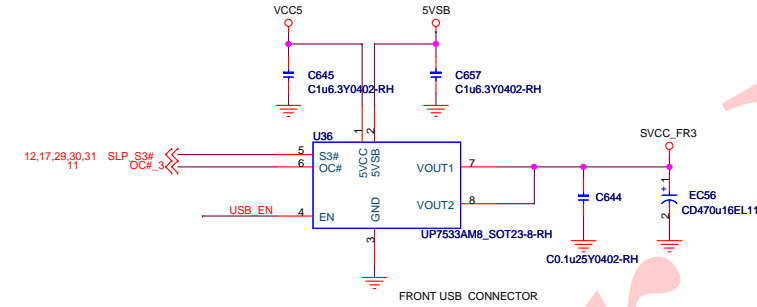 VCC5
5VSB
C645
C1u6.3Y0402-RH
C657
C1u6.3Y0402-RH
U36
1
2
SVCC_FR3
12,17,29,30,31
SLP_S3#
5
S3#
5VCC
5VSB
11
OC#_3
6
OC#
VOUT1
7
1
+
EC56
CD470u16EL11
2
C644
VOUT2
8
USB_EN
4
EN
GND
3
UP7533AM8_SOT23-8-RH
C0.1u25Y0402-RH
FRONT USB CONNECTOR